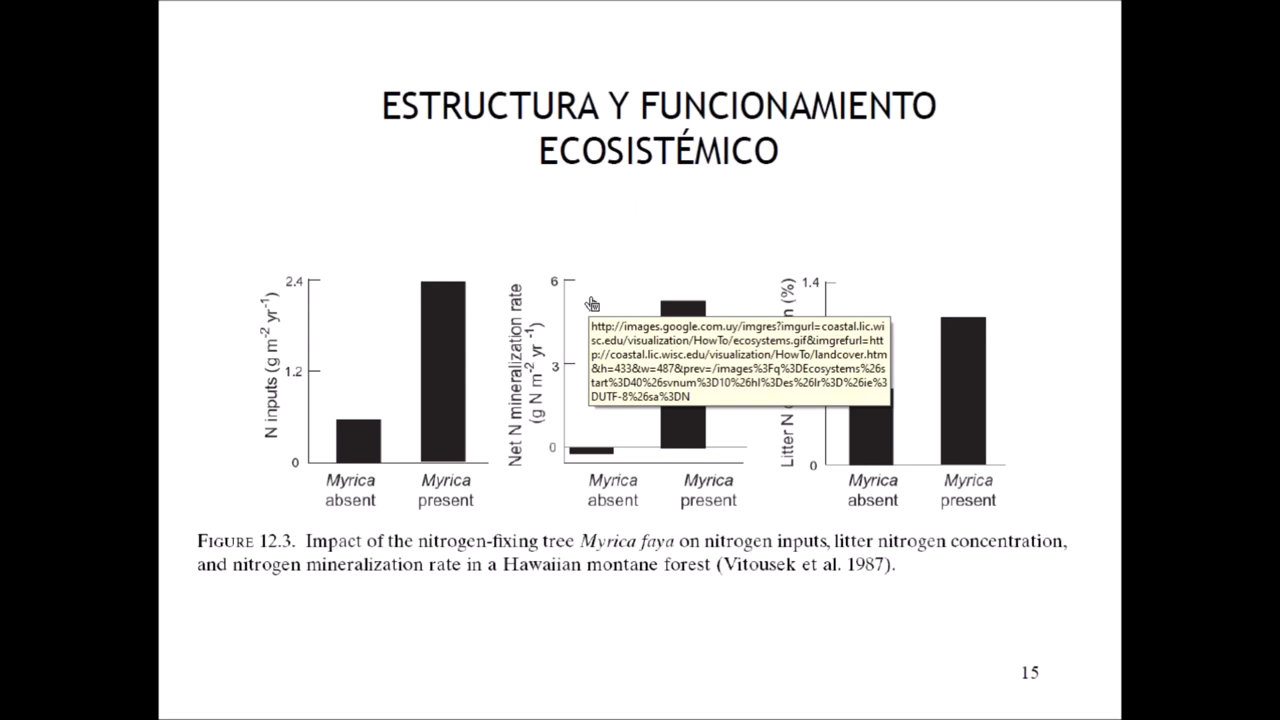 ESTRUCTURA Y FUNCIONAMIENTO
ECOSISTÉMICO
N inputs (g m-2 yr-1)
2.4
1.2
0
Myrica absent
Myrica present
Net N mineralization rate
(g N m-2 yr-1)
6
3
0
Myrica absent
Myrica present
http://images.google.com.uy/imgres?imgurl=coastal.lic.wi
sc.edu/visualization/HowTo/ecosystems.gif&imgrefurl=htt
p://coastal.lic.wisc.edu/visualization/HowTo/landcover.htm
&h=433&w=487&prev=/images%3Fq%3DEcosystems%26s
tart%3D40%26svnum%3D10%26hl%3Des%26lr%3D%26ie%3
DUTF-8%26sa%3DN
Litter N (%)
1.4
0
Myrica absent
Myrica present
FIGURE 12.3. Impact of the nitrogen-fixing tree Myrica faya on nitrogen inputs, litter nitrogen concentration,
and nitrogen mineralization rate in a Hawaiian montane forest (Vitousek et al. 1987).
15